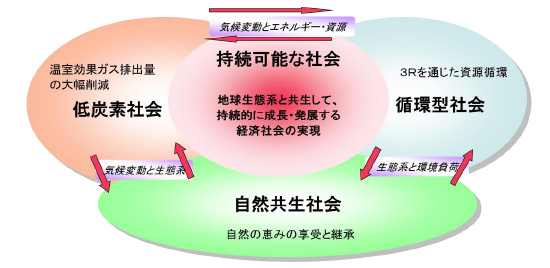 気候変動とエネルギー・資源
持続可能な社会
地球生態系と共生して、
持続的に成長・発展する
経済社会の実現
温室効果ガス排出量
の大幅削減
低炭素社会
3Rを通じた資源循環
循環型社会
気候変動と生態系
生態系と環境負荷
自然共生社会
自然の恵みの享受と継承